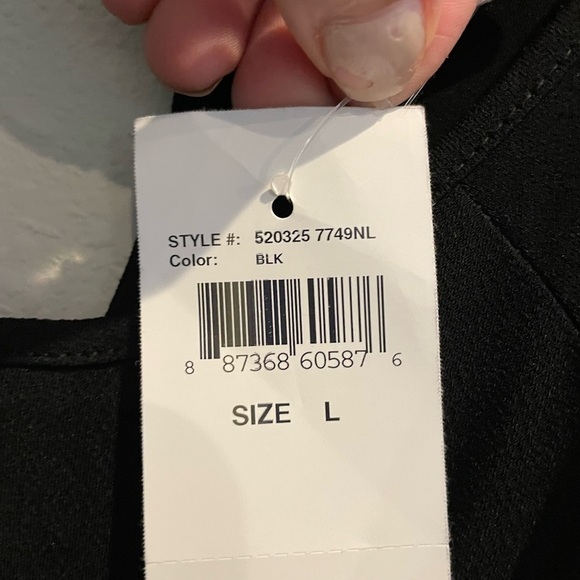 STYLE #: 520325 7749NL
Color: BLK
8 87368 60587 6
SIZE L